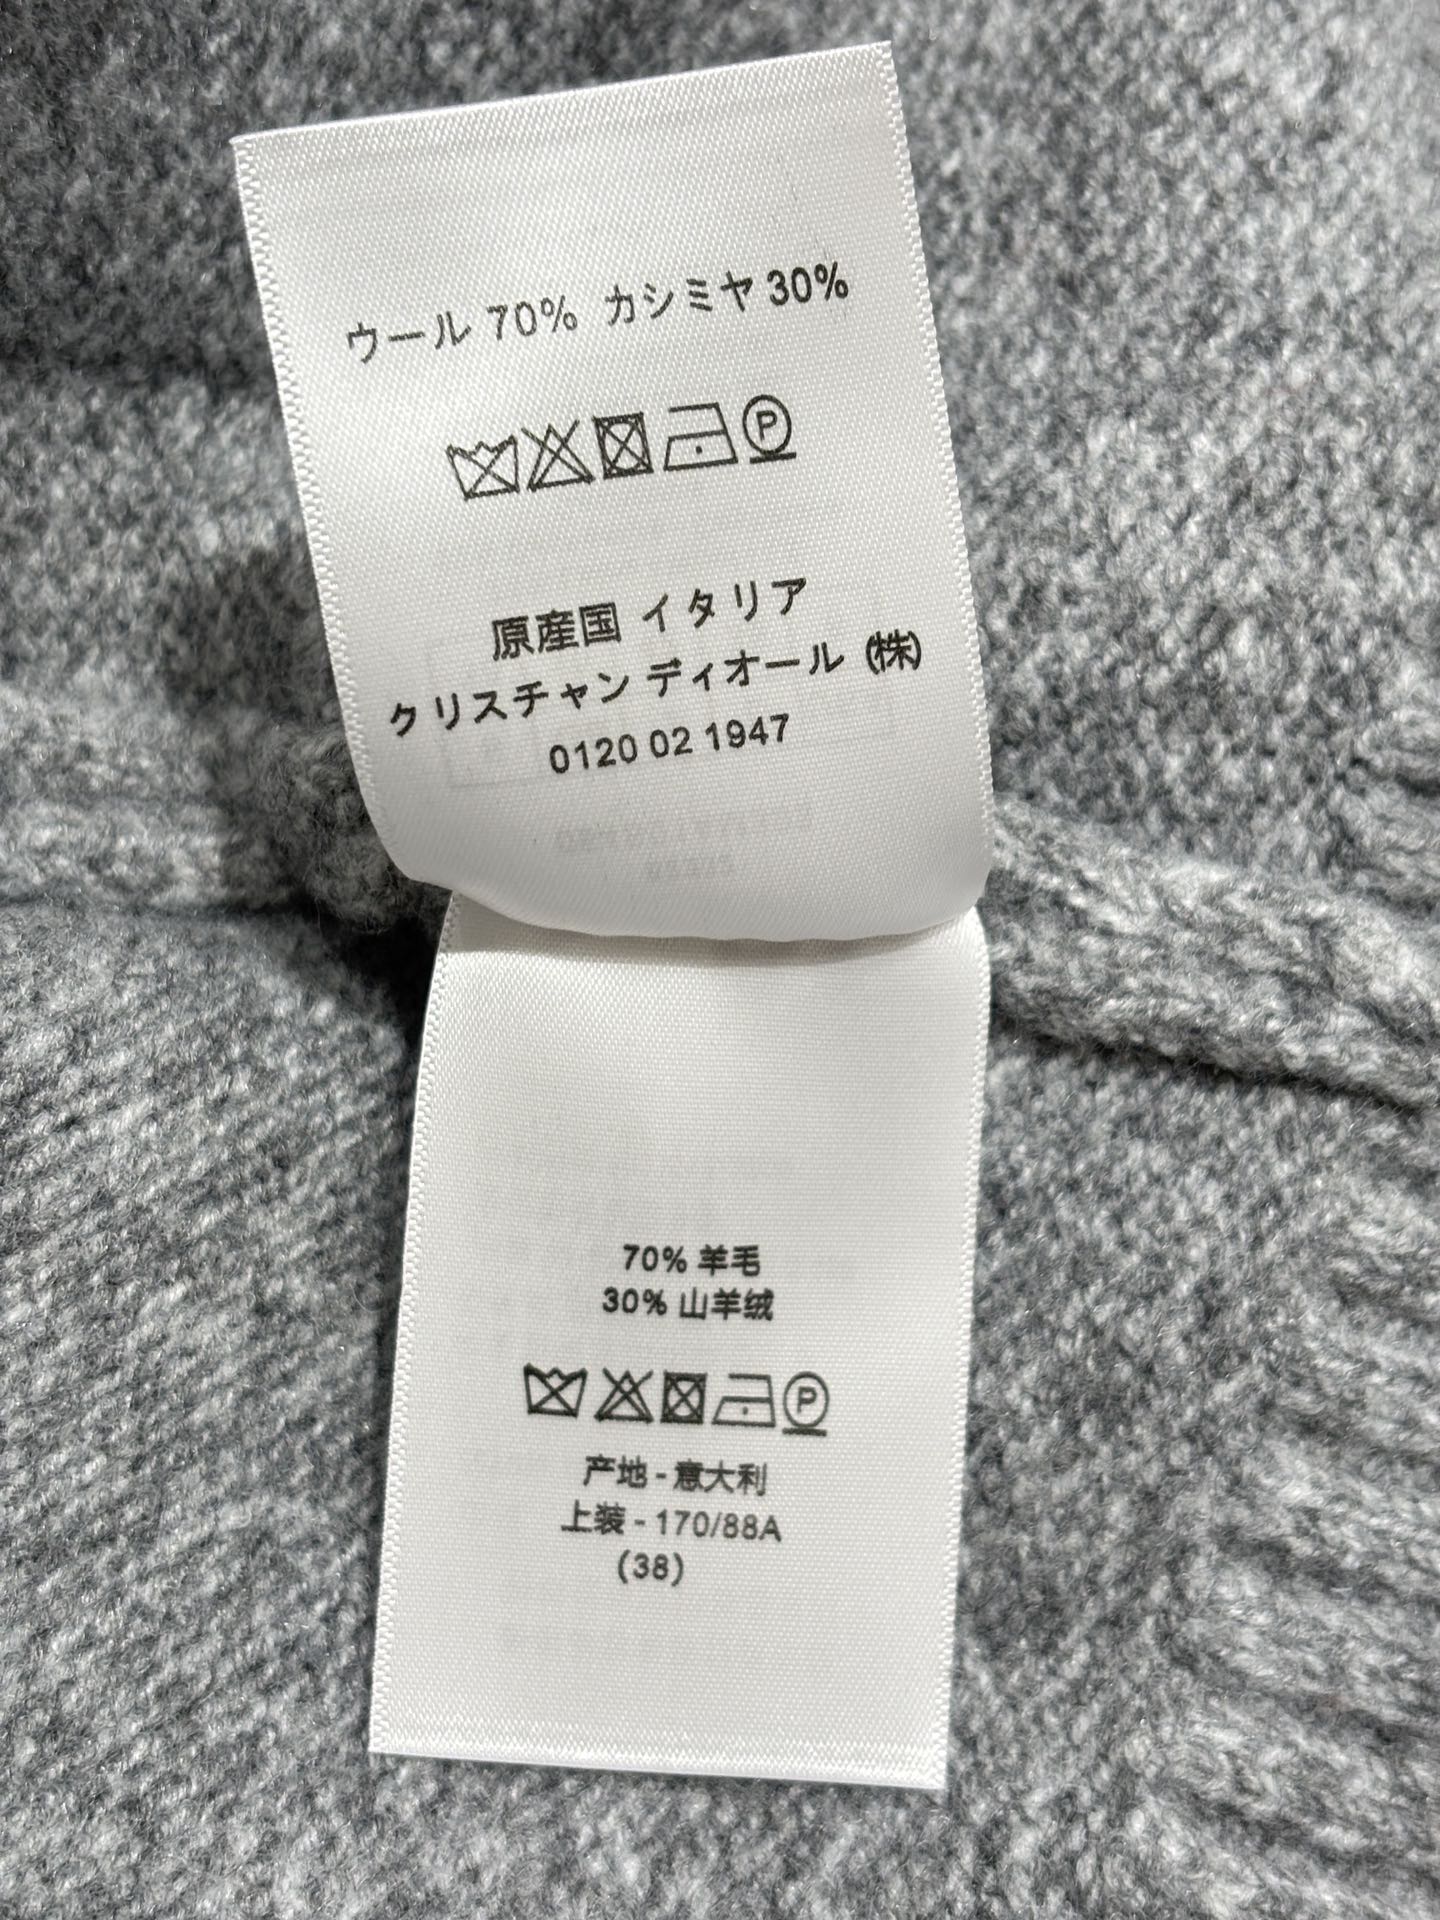 ウール 70% カシミヤ 30%
P
原産国 イタリア
クリスチャン ディオール (株)
0120 02 1947
70% 羊毛
30% 山羊绒
P
产地 - 意大利
上装 - 170/88A
(38)